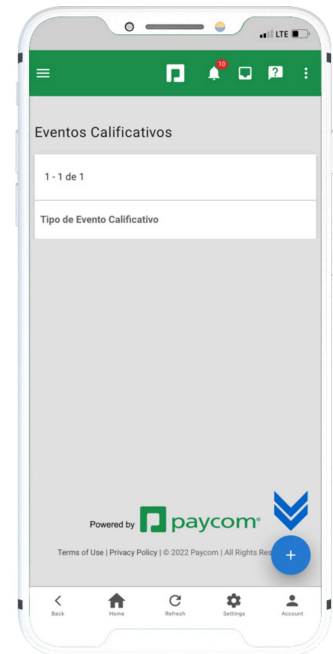 LTE
10
?
Eventos Calificativos
1 - 1 de 1
Tipo de Evento Calificativo
Powered by paycom®
Terms of Use | Privacy Policy | © 2022 Paycom | All Rights Res
+
Back Home Refresh Settings Account